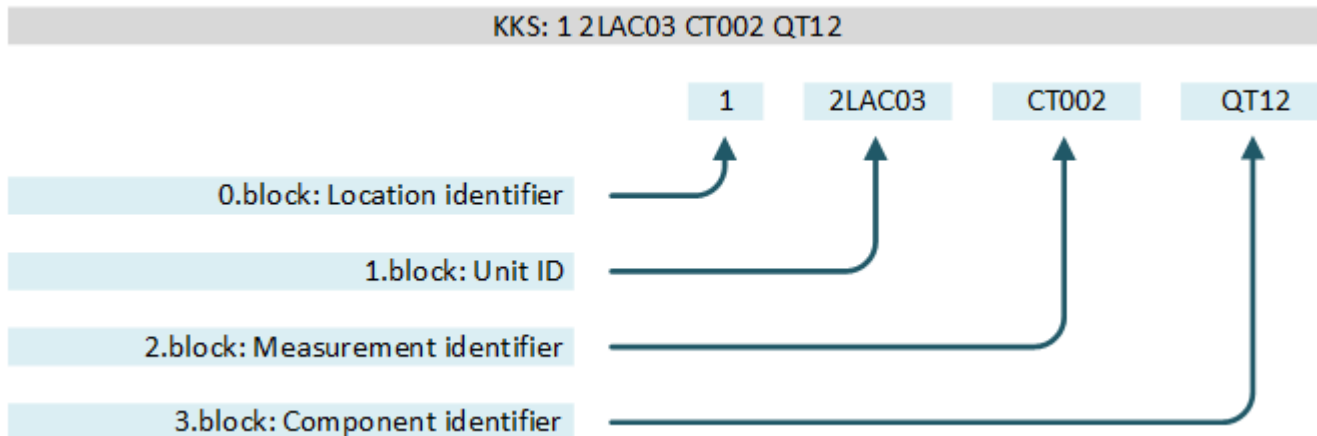 KKS: 1 2LAC03 CT002 QT12
1 2LAC03 CT002 QT12
0.block: Location identifier
1.block: Unit ID
2.block: Measurement identifier
3.block: Component identifier